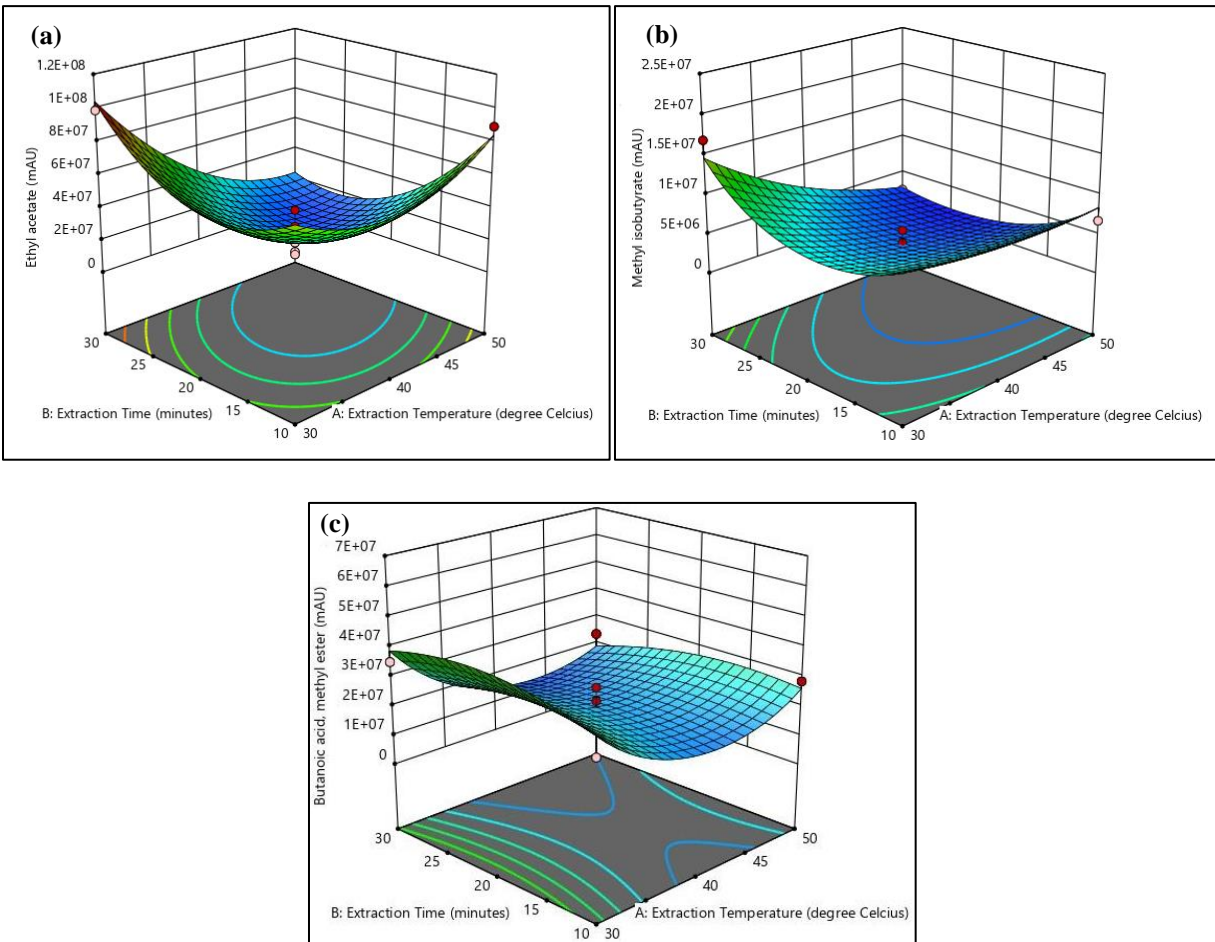 (a)
1.2E+08
1E+08
8E+07
6E+07
4E+07
2E+07
0
Ethyl acetate (mAU)
30
25
20
15
10
30
40
45
50
B: Extraction Time (minutes)
A: Extraction Temperature (degree Celcius)
(b)
2.5E+07
2E+07
1.5E+07
1E+07
5E+06
0
Methyl isobutyrate (mAU)
30
25
20
15
10
30
40
45
50
B: Extraction Time (minutes)
A: Extraction Temperature (degree Celcius)
(c)
7E+07
6E+07
5E+07
4E+07
3E+07
2E+07
1E+07
0
Butanoic acid, methyl ester (mAU)
30
25
20
15
10
30
40
45
50
B: Extraction Time (minutes)
A: Extraction Temperature (degree Celcius)